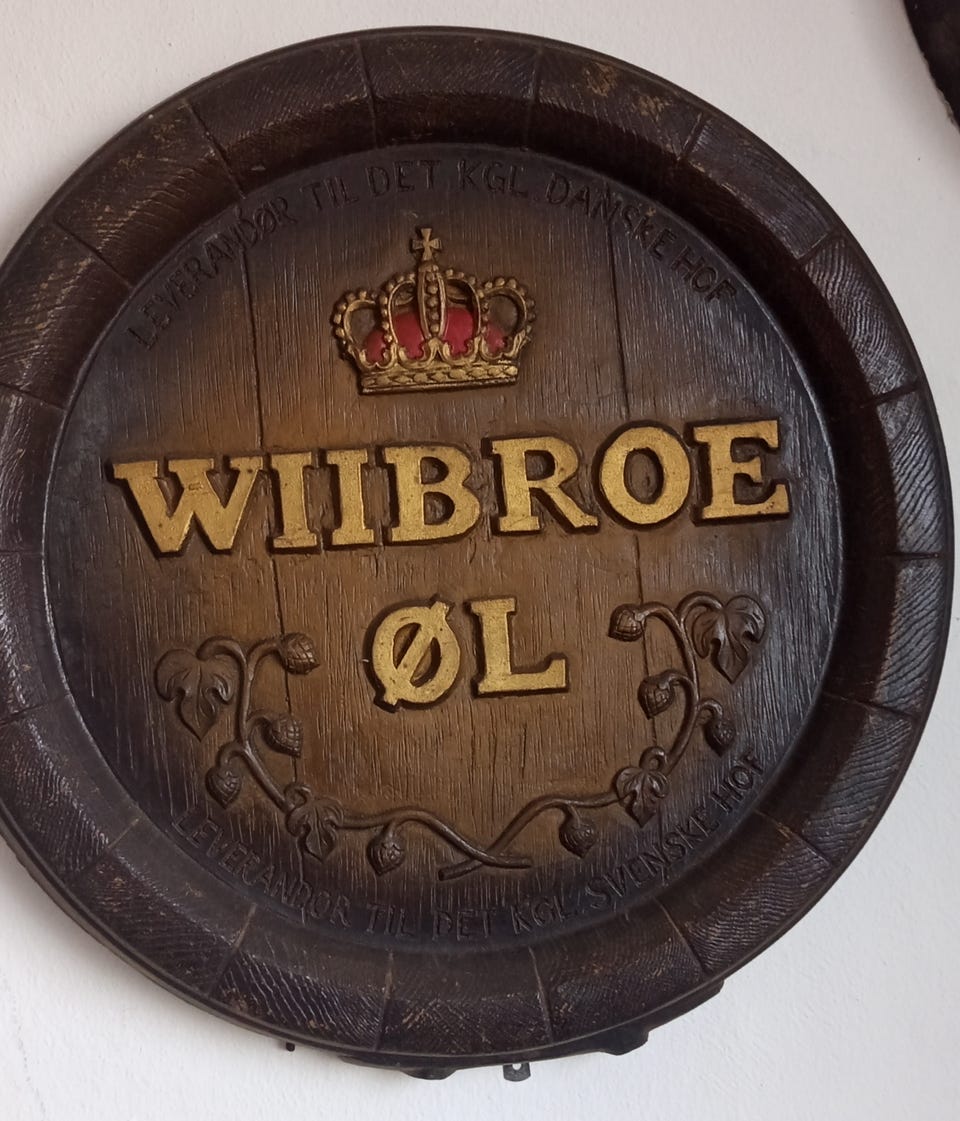 LEVERANDØR TIL DET KGL. DANSKE HOF
WIIBROE
ØL
LEVERANDØR TIL DET KGL. SVENSKE HOF